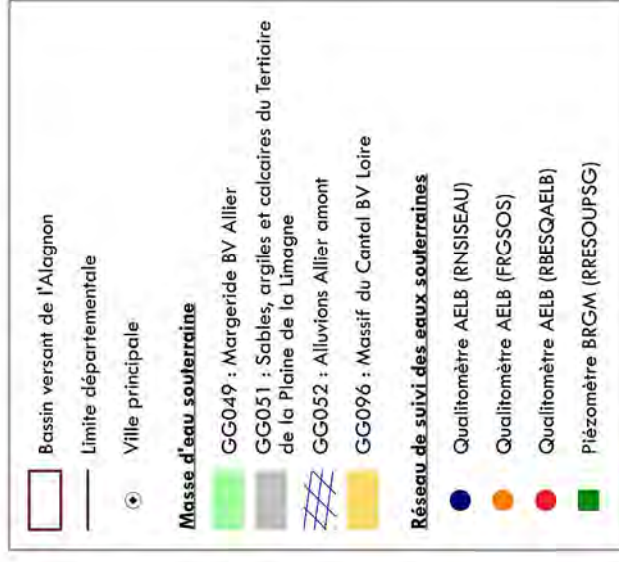 Bassin versant de l'Alagnon
Limite départementale
Ville principale
Masse d'eau souterraine
GG049 : Margeride BV Allier
GG051 : Sables, argiles et calcaires du Tertiaire
de la Plaine de la Limagne
GG052 : Alluvions Allier amont
GG096 : Massif du Cantal BV Loire
Réseau de suivi des eaux souterraines
Qualitomètre AELB (RNSISEAU)
Qualitomètre AELB (FRGSOS)
Qualitomètre AELB (RBESQAELB)
Piézomètre BRGM (RRESOUPSG)